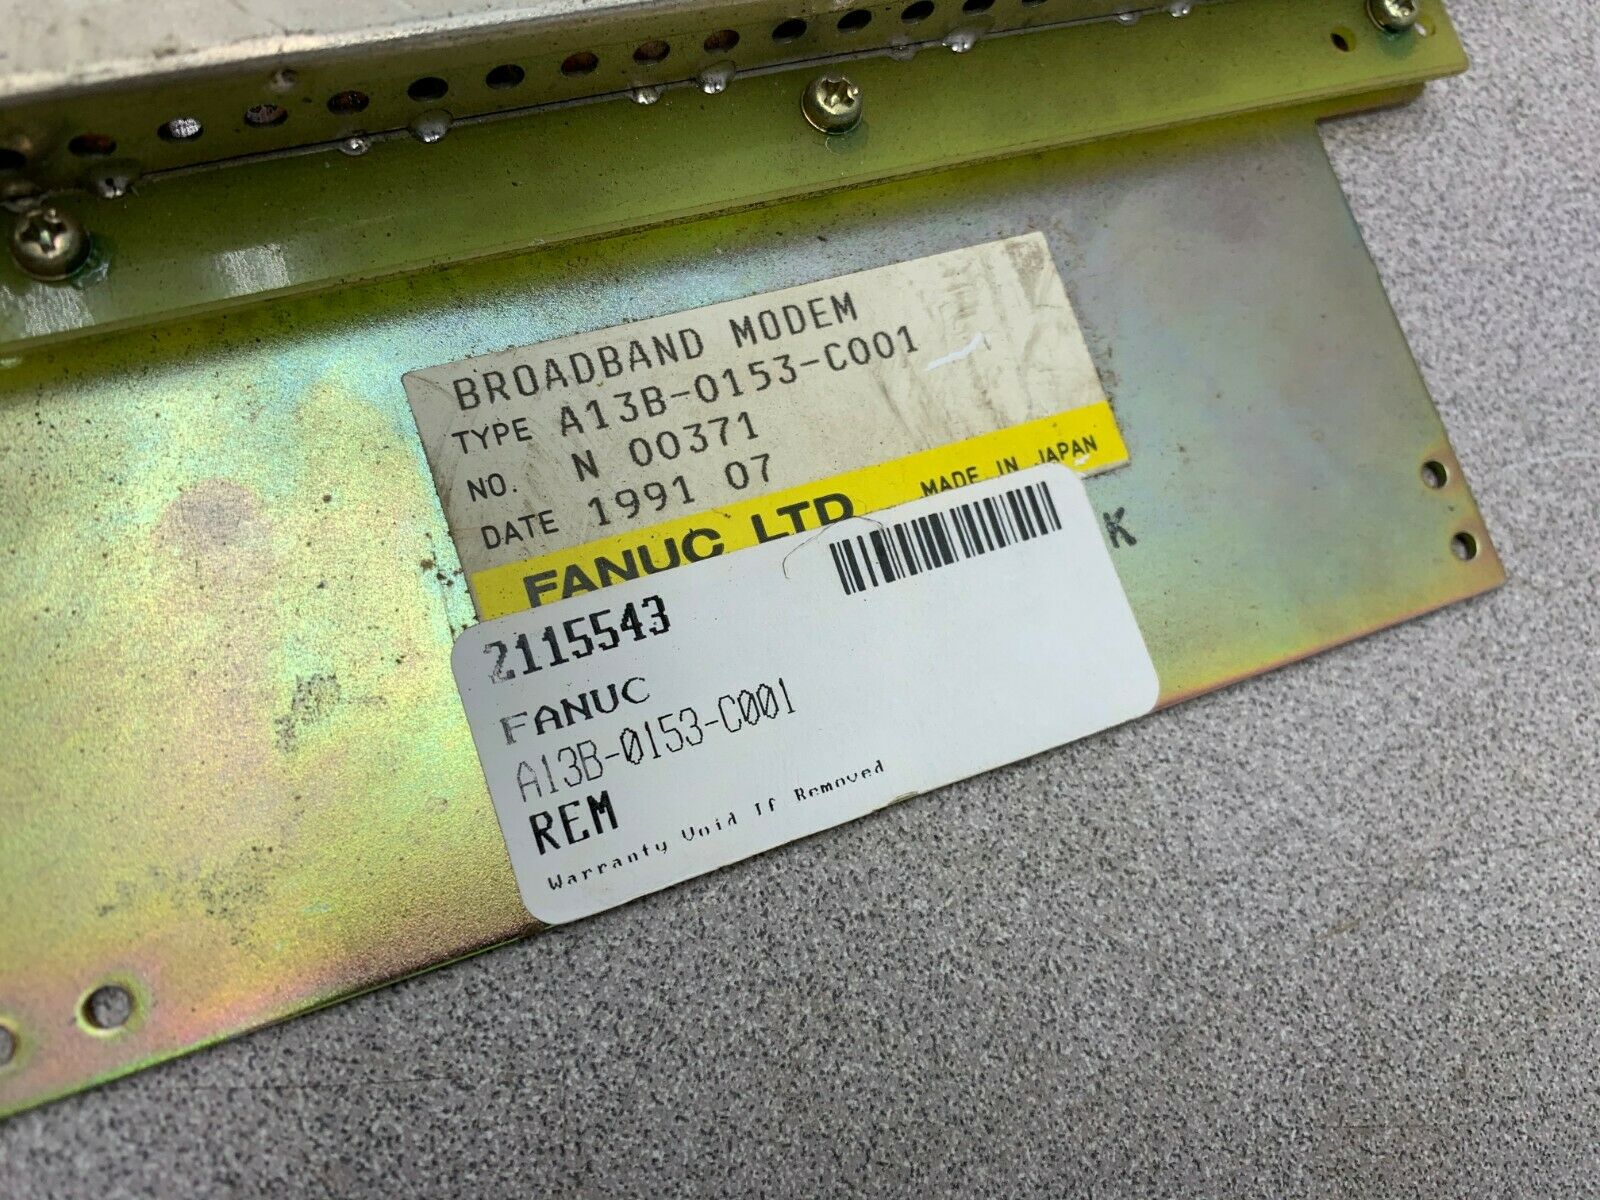 BROADBAND MODEM
TYPE A13B-0153-C001
NO. N 00371
DATE 1991 07
FANUC LTD MADE IN JAPAN
K
2115543
FANUC
A13B-0153-C001
REM
Warranty Void If Removed